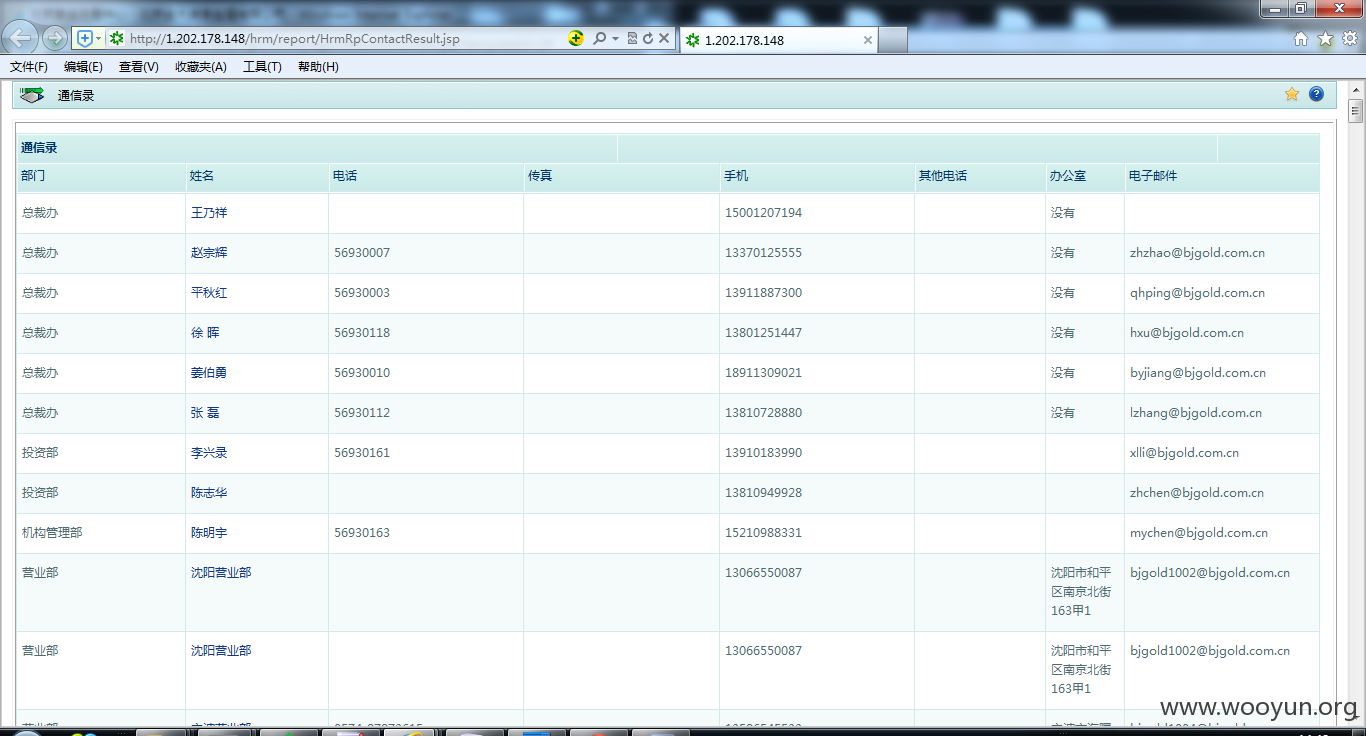 http://1.202.178.148/hrm/report/HrmRpContactResult.jsp 1.202.178.148
文件(F) 编辑(E) 查看(V) 收藏夹(A) 工具(T) 帮助(H)
通信录
通信录
部门 姓名 电话 传真 手机 其他电话 办公室 电子邮件
总裁办 王乃祥 15001207194 没有
总裁办 赵宗辉 56930007 13370125555 没有 zhzhao@bjgold.com.cn
总裁办 平秋红 56930003 13911887300 没有 qhping@bjgold.com.cn
总裁办 徐 晖 56930118 13801251447 没有 hxu@bjgold.com.cn
总裁办 姜伯勇 56930010 18911309021 没有 byjiang@bjgold.com.cn
总裁办 张 磊 56930112 13810728880 没有 lzhang@bjgold.com.cn
投资部 李兴录 56930161 13910183990 xlli@bjgold.com.cn
投资部 陈志华 13810949928 zhchen@bjgold.com.cn
机构管理部 陈明宇 56930163 15210988331 mychen@bjgold.com.cn
营业部 沈阳营业部 13066550087 沈阳市和平 bjgold1002@bjgold.com.cn
区南京北街
163甲1
营业部 沈阳营业部 13066550087 沈阳市和平 bjgold1002@bjgold.com.cn
区南京北街
163甲1
www.wooyun.org